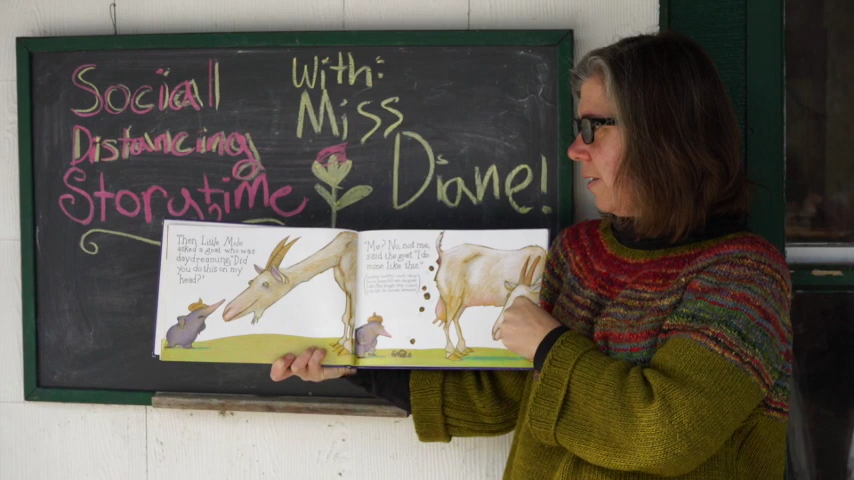 Social
Distancing
Storytime
With:
Miss
Diane!
Then Little Mole
asked a goat who was
daydreaming. "Did
you do this on my
head?"
"Me? No, not me,"
said the goat. "I do
mine like this."